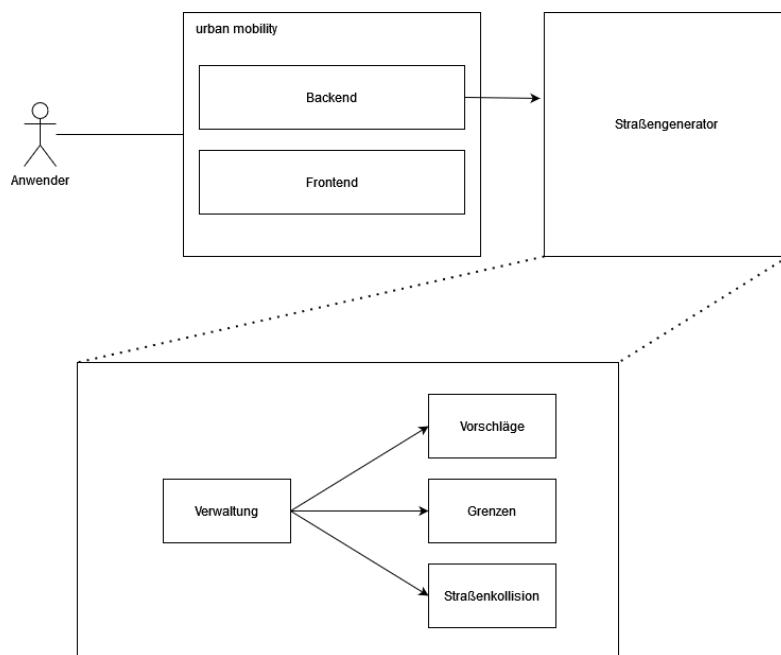 urban mobility
Backend
Straßengenerator
Frontend
Anwender
Vorschläge
Verwaltung
Grenzen
Straßenkollision